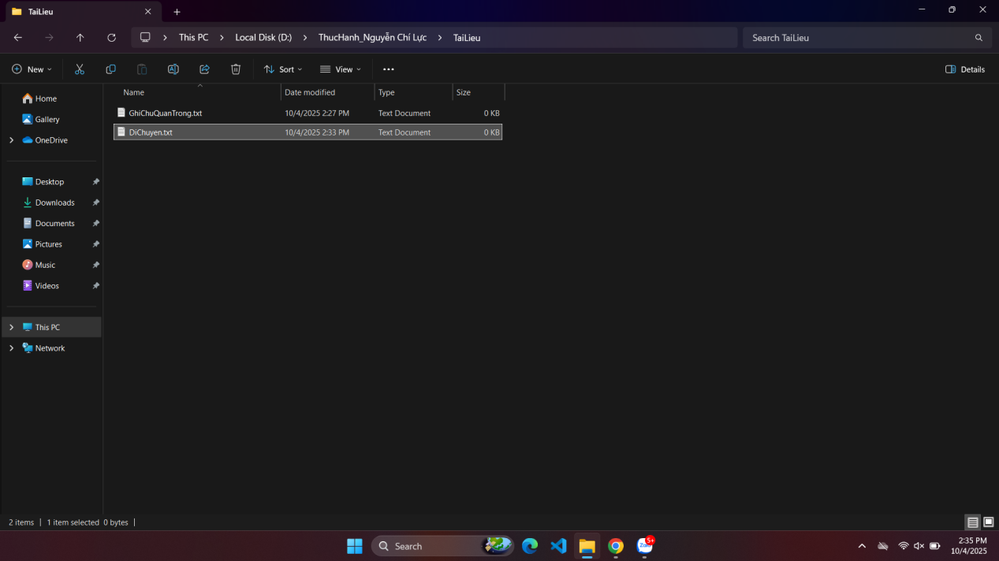 TaiLieu
This PC
Local Disk (D:)
ThucHanh_Nguyễn Chí Lực
TaiLieu
Search TaiLieu
New
Sort
View
Details
Home
Gallery
OneDrive
Desktop
Downloads
Documents
Pictures
Music
Videos
This PC
Network
Name Date modified Type Size
GhiChuQuanTrong.txt 10/4/2025 2:27 PM Text Document 0 KB
DiChuyen.txt 10/4/2025 2:33 PM Text Document 0 KB
2 items 1 item selected 0 bytes
Search
Zalo
5+
2:35 PM
10/4/2025